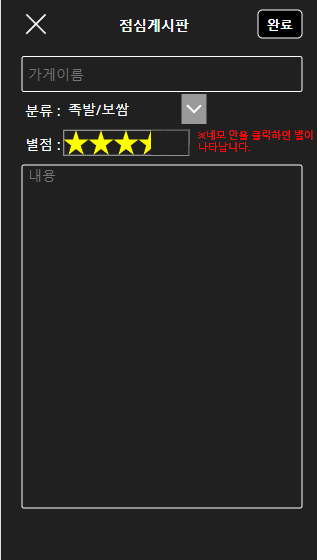 점심게시판
완료
가게이름
분류 : 족발/보쌈
별점 :
※네모 안을 클릭하면 별이
나타납니다.
내용